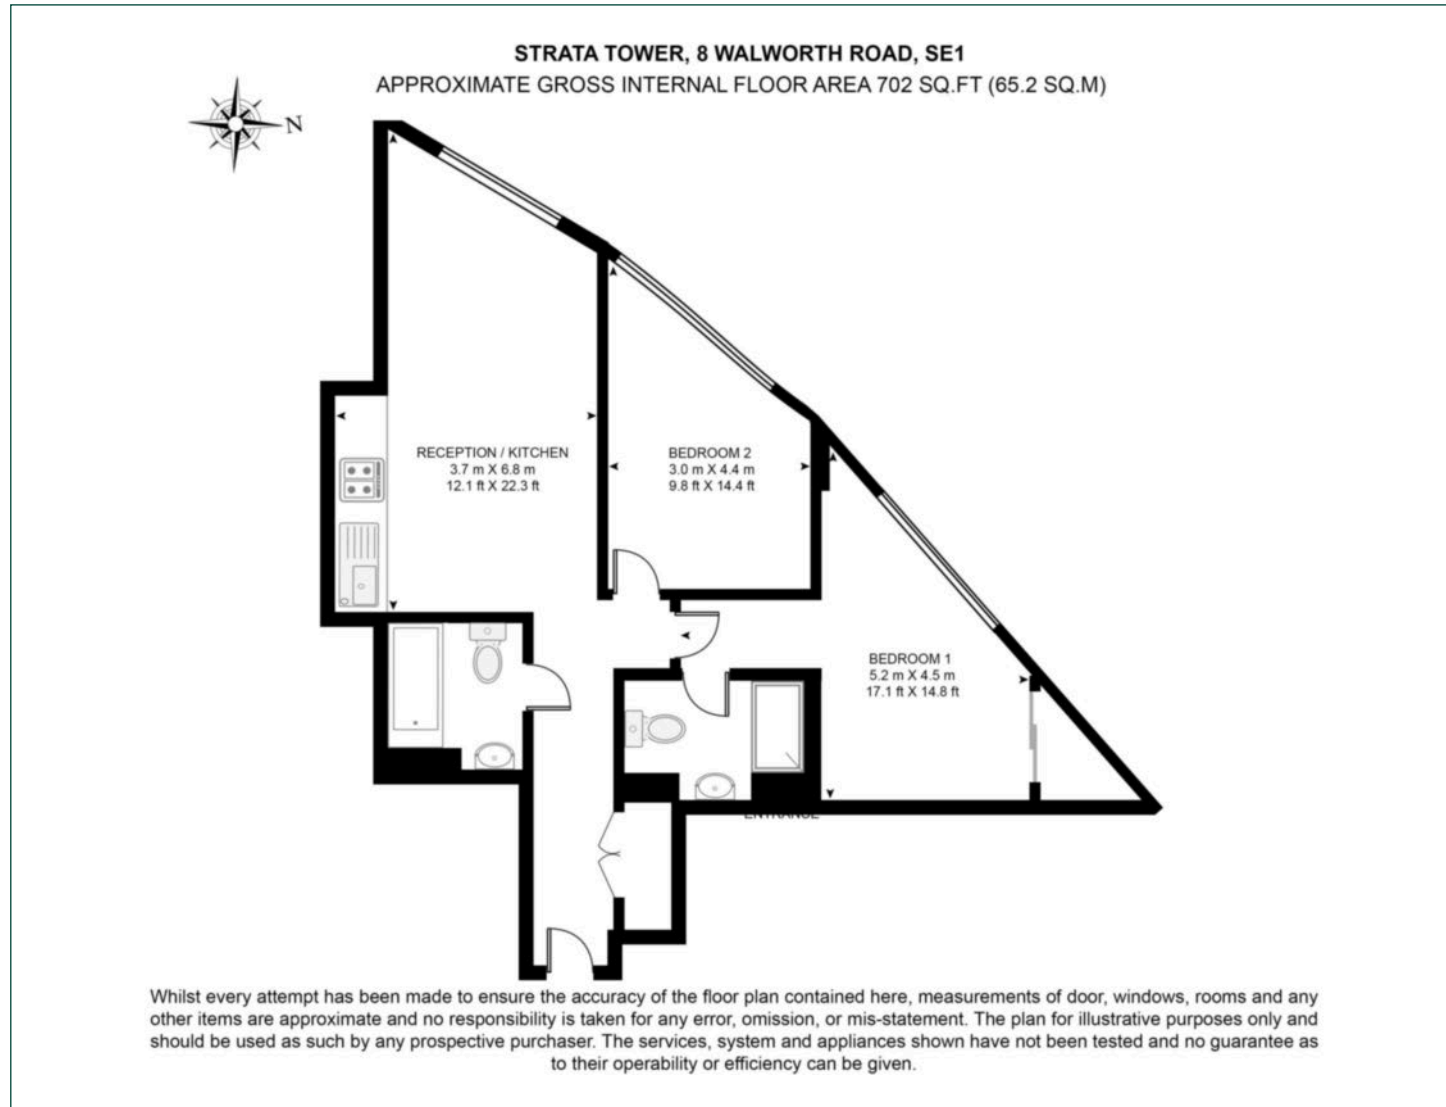 STRATA TOWER, 8 WALWORTH ROAD, SE1
APPROXIMATE GROSS INTERNAL FLOOR AREA 702 SQ.FT (65.2 SQ.M)
N
RECEPTION / KITCHEN
3.7 m X 6.8 m
12.1 ft X 22.3 ft
BEDROOM 2
3.0 m X 4.4 m
9.8 ft X 14.4 ft
BEDROOM 1
5.2 m X 4.5 m
17.1 ft X 14.8 ft
ENTRANCE
Whilst every attempt has been made to ensure the accuracy of the floor plan contained here, measurements of door, windows, rooms and any
other items are approximate and no responsibility is taken for any error, omission, or mis-statement. The plan for illustrative purposes only and
should be used as such by any prospective purchaser. The services, system and appliances shown have not been tested and no guarantee as
to their operability or efficiency can be given.